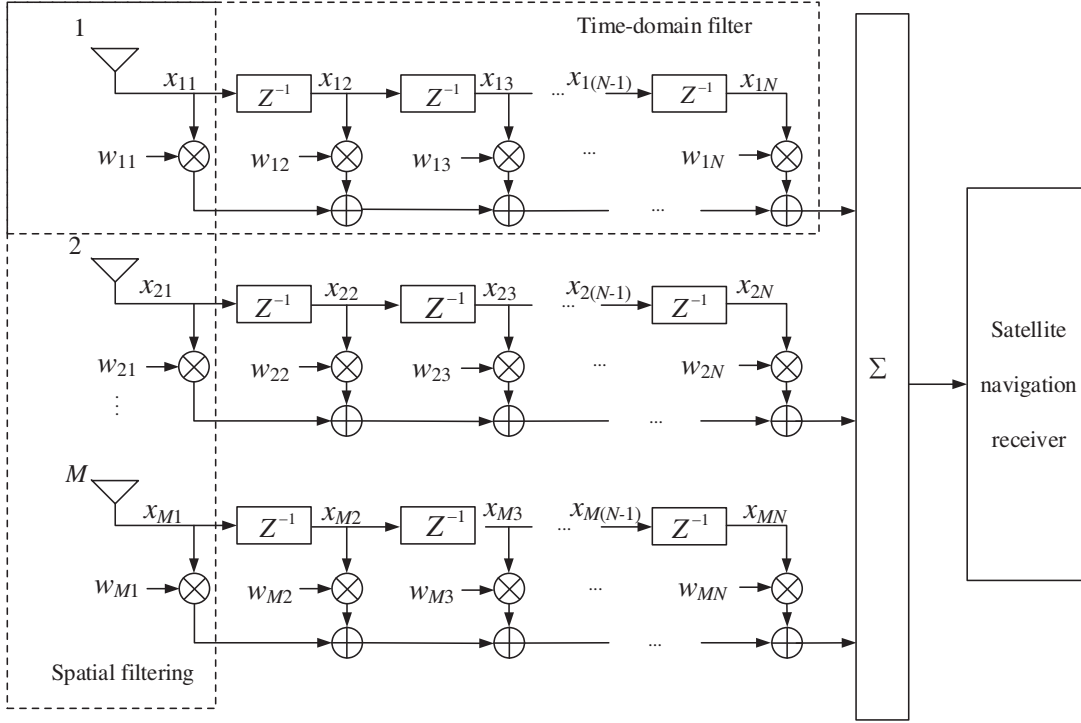 1
Time-domain filter
x11 Z−1 x12 Z−1 x13 ... x1(N-1) Z−1 x1N
w11 w12 w13 ... w1N
...
2
x21 Z−1 x22 Z−1 x23 ... x2(N-1) Z−1 x2N
w21 w22 w23 ... w2N
⋮ ...
M
xM1 Z−1 xM2 Z−1 xM3 ... xM(N-1) Z−1 xMN
wM1 wM2 wM3 ... wMN
...
Spatial filtering
Σ
Satellite
navigation
receiver